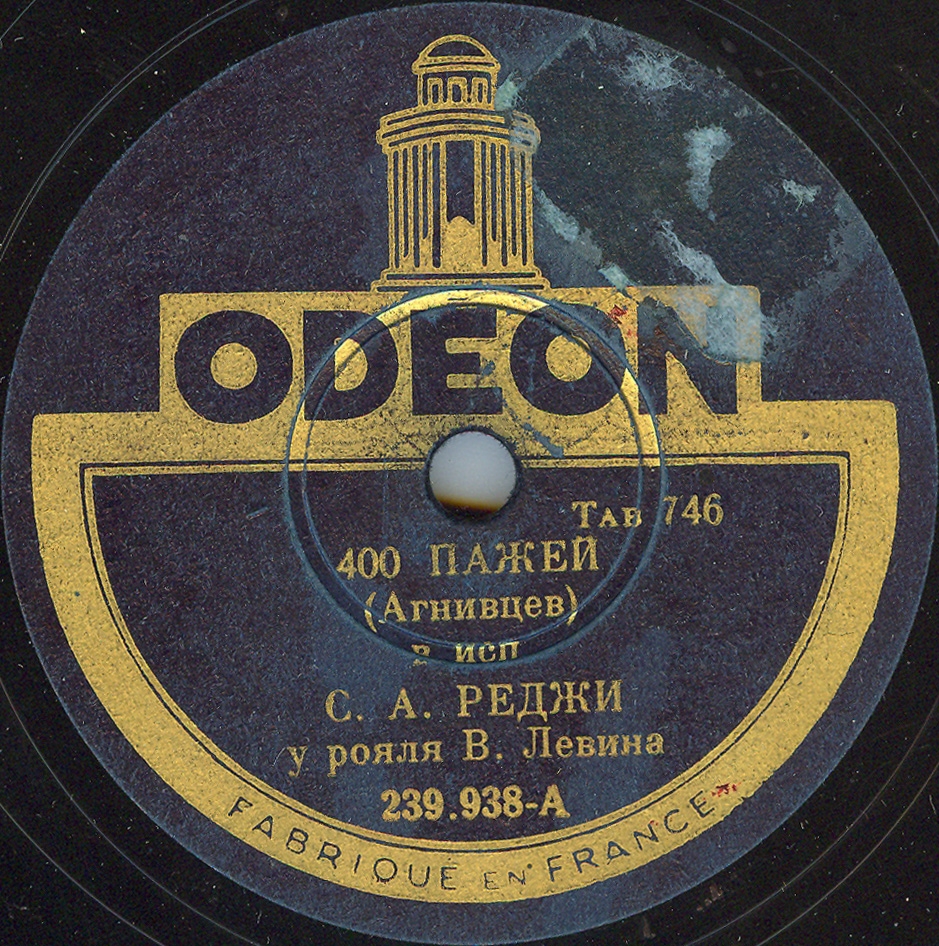 ODEON
Тав 746
400 ПАЖЕЙ
(Агнивцев)
в исп
С. А. РЕДЖИ
у рояля В. Левина
239.938-А
FABRIQUÉ EN FRANCE